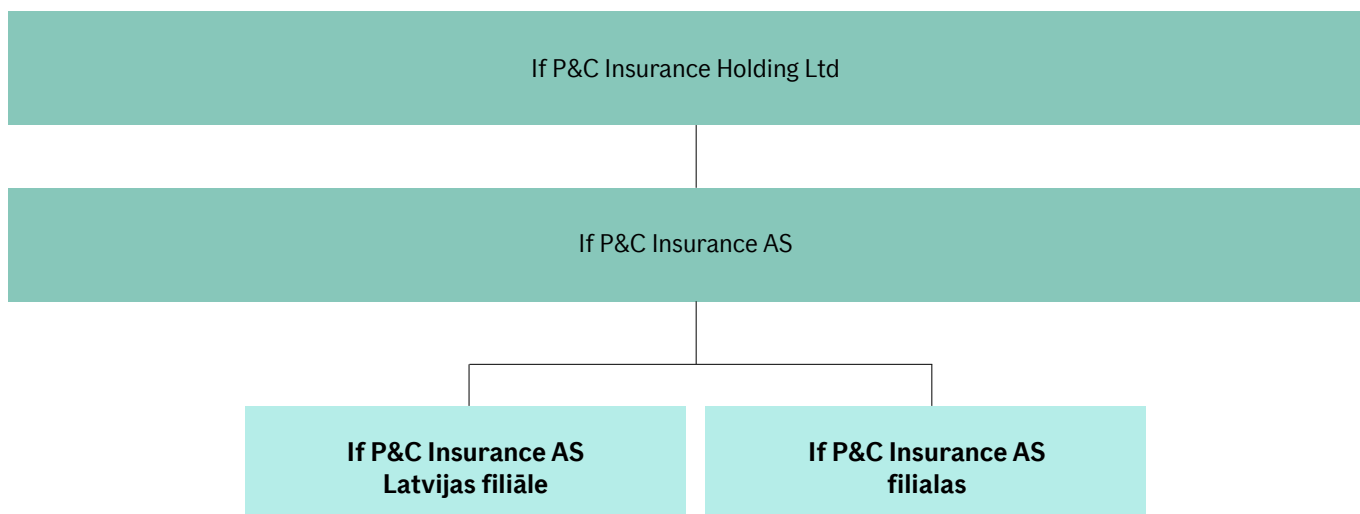 If P&C Insurance Holding Ltd
If P&C Insurance AS
If P&C Insurance AS
Latvijas filiāle
If P&C Insurance AS
filialas